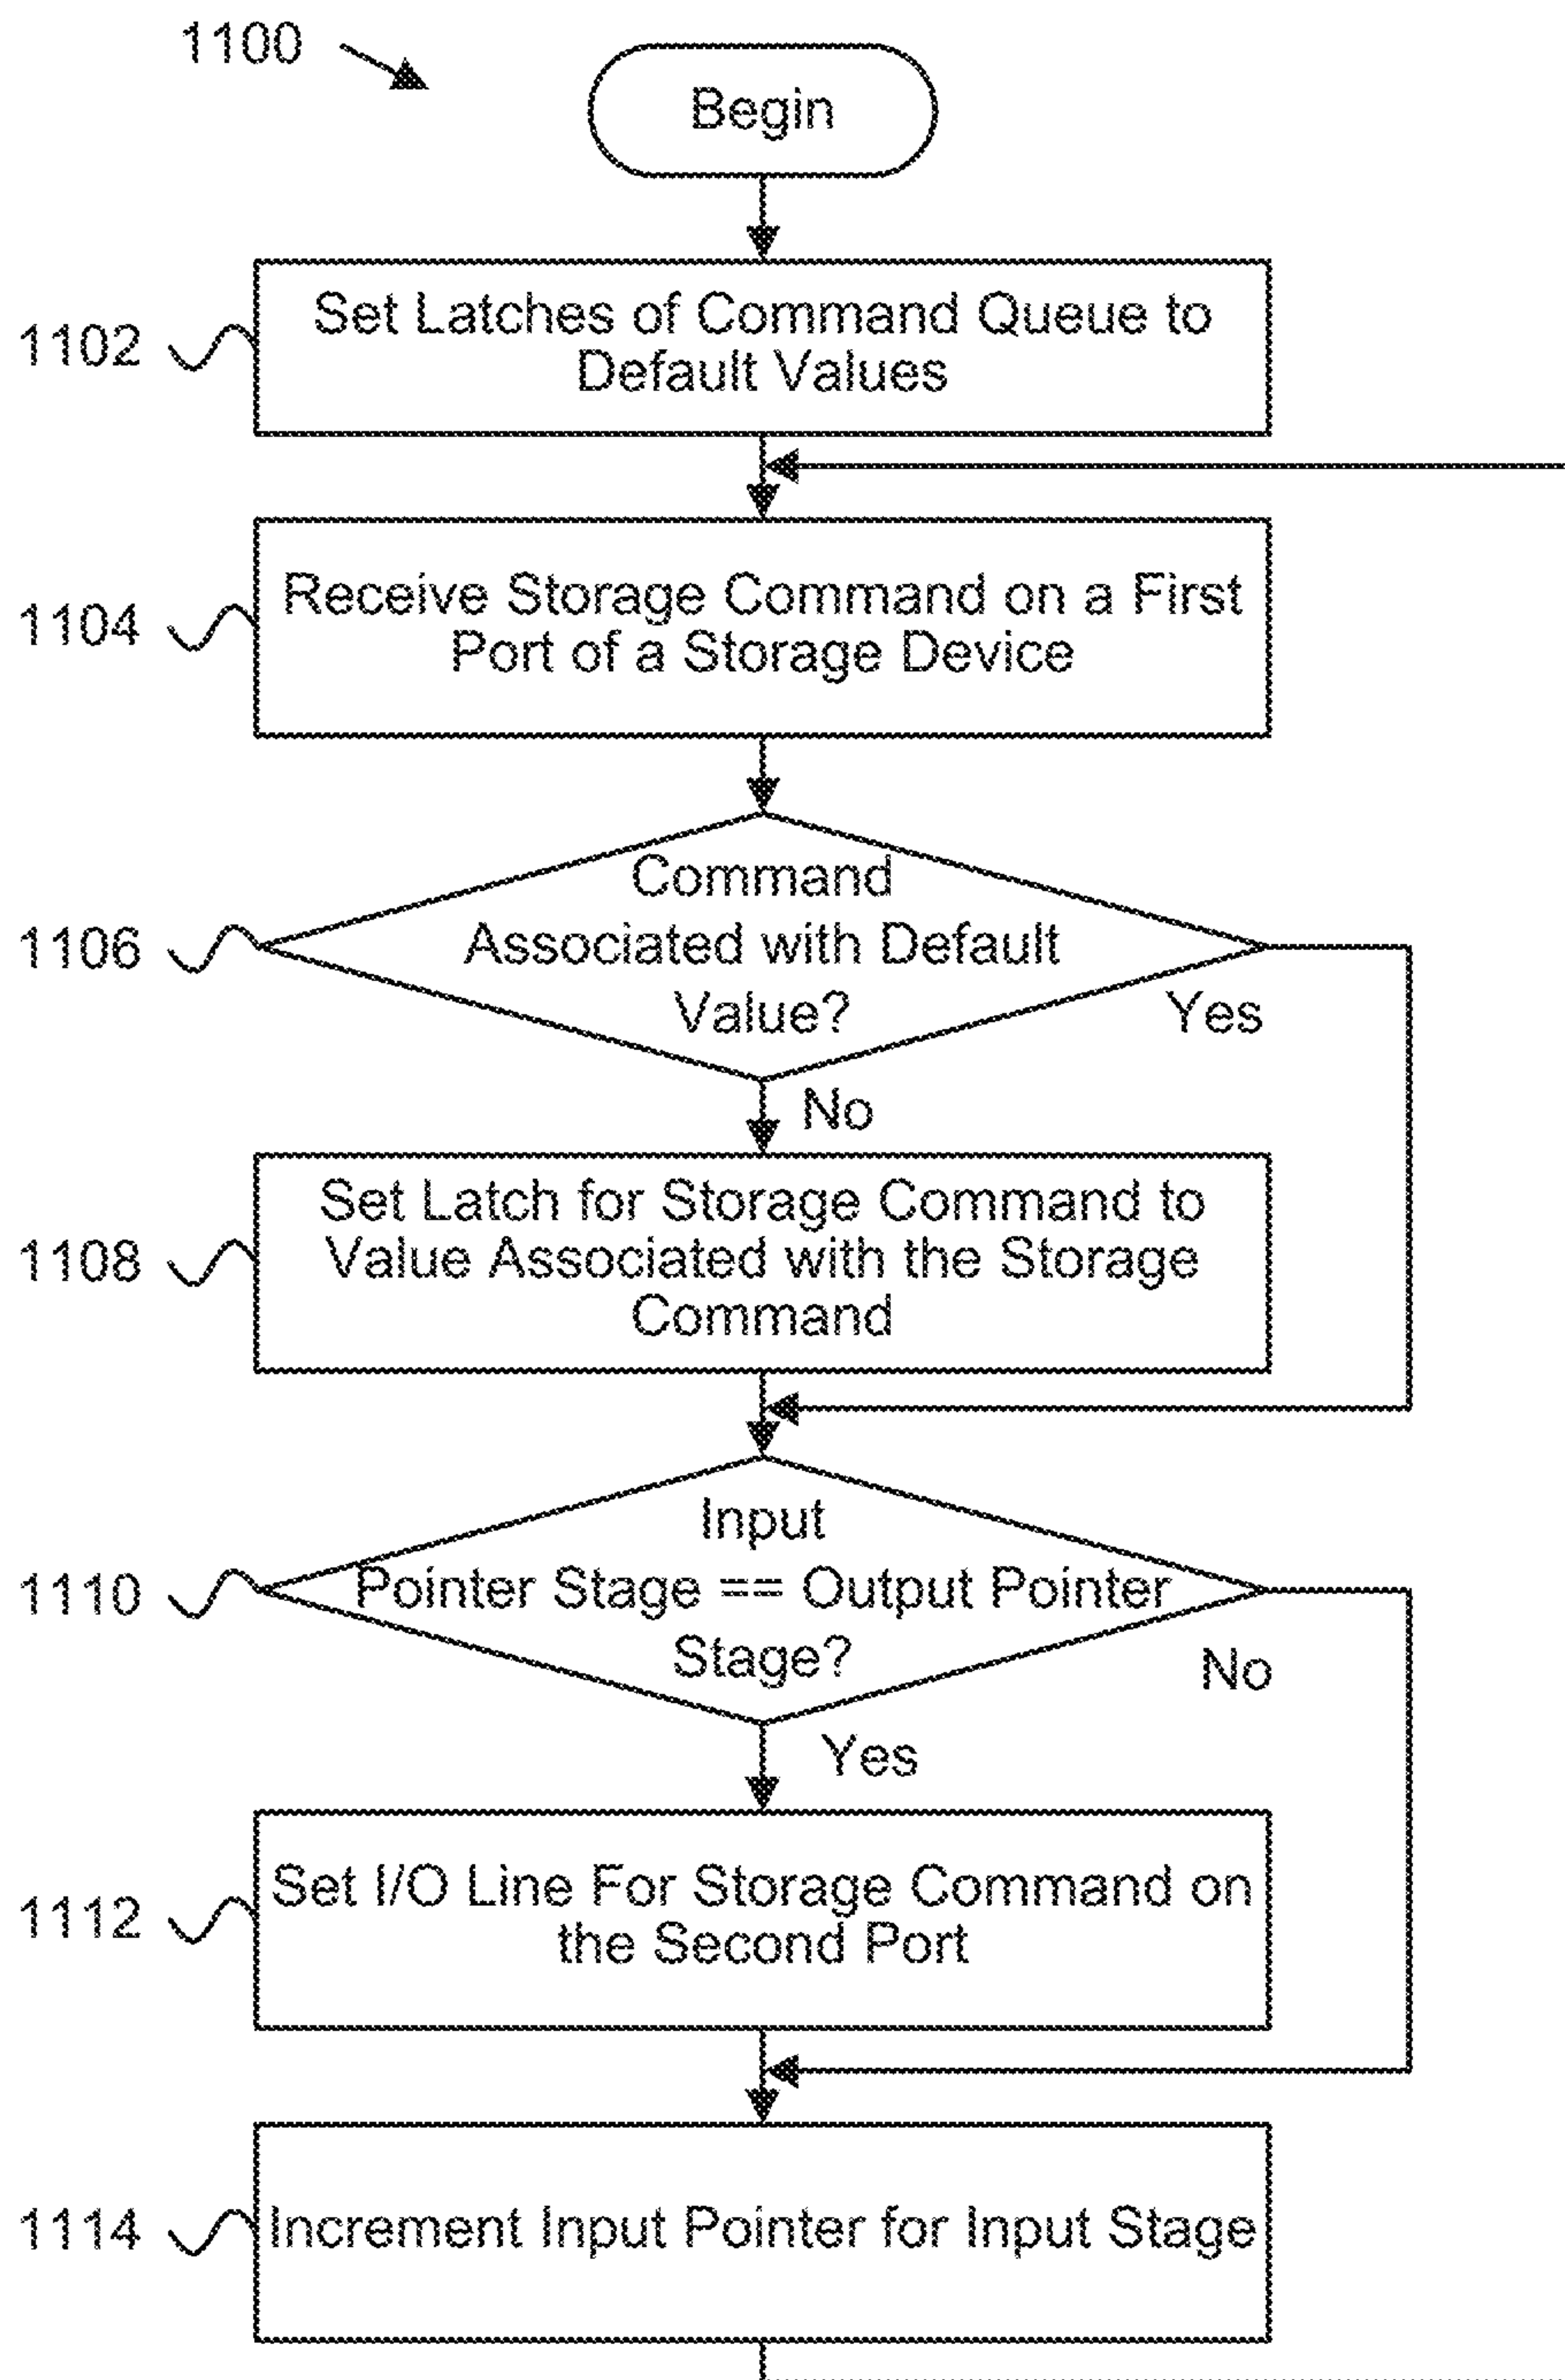 1100
Begin
1102
Set Latches of Command Queue to
Default Values
1104
Receive Storage Command on a First
Port of a Storage Device
1106
Command
Associated with Default
Value?
Yes
No
1108
Set Latch for Storage Command to
Value Associated with the Storage
Command
1110
Input
Pointer Stage == Output Pointer
Stage?
No
Yes
1112
Set I/O Line For Storage Command on
the Second Port
1114
Increment Input Pointer for Input Stage